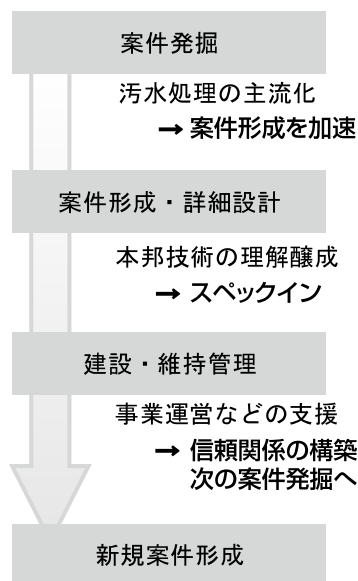 案件発掘
汚水処理の主流化
→ 案件形成を加速
案件形成・詳細設計
本邦技術の理解醸成
→ スペックイン
建設・維持管理
事業運営などの支援
→ 信頼関係の構築
次の案件発掘へ
新規案件形成